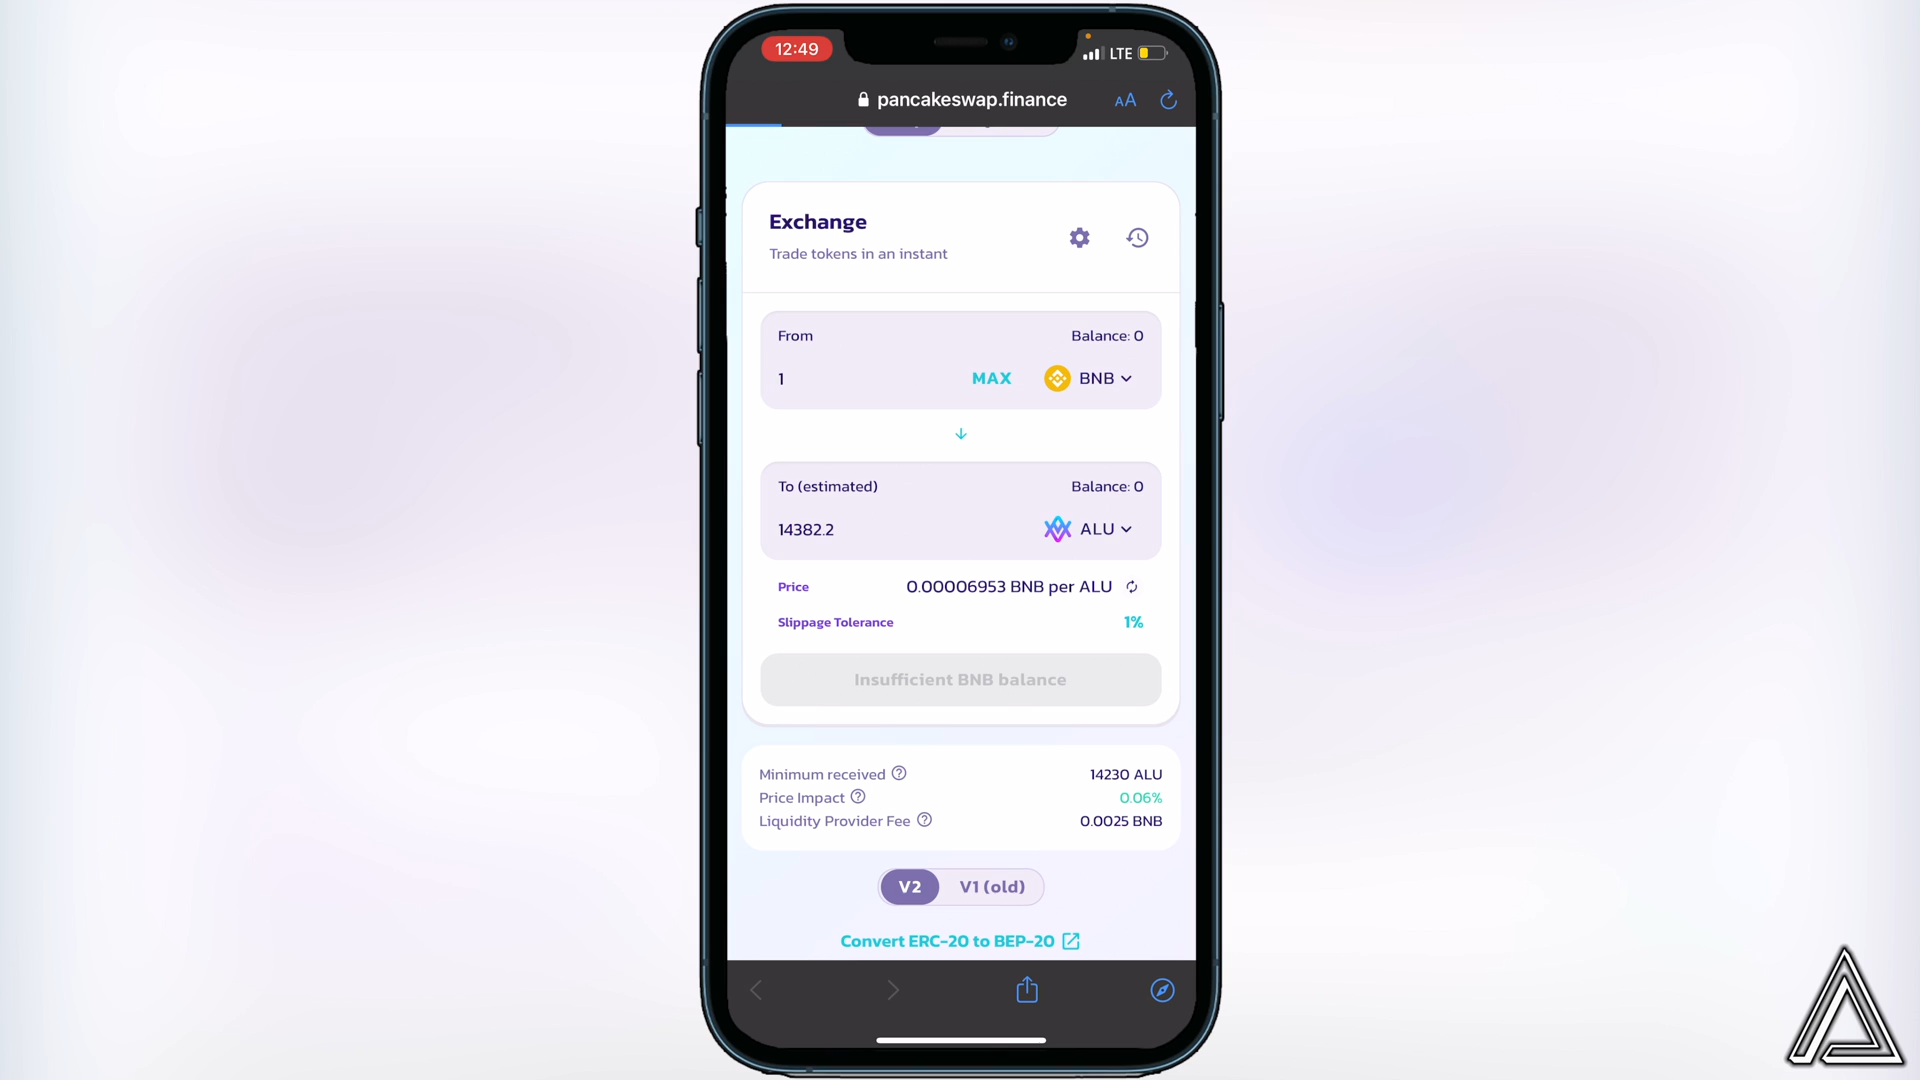 12:49
LTE
pancakeswap.finance
AA
Exchange
Trade tokens in an instant
From
Balance: 0
1
MAX
BNB
To (estimated)
Balance: 0
14382.2
ALU
Price
0.00006953 BNB per ALU
Slippage Tolerance
1%
Insufficient BNB balance
Minimum received
14230 ALU
Price Impact
0.06%
Liquidity Provider Fee
0.0025 BNB
V2
V1 (old)
Convert ERC-20 to BEP-20